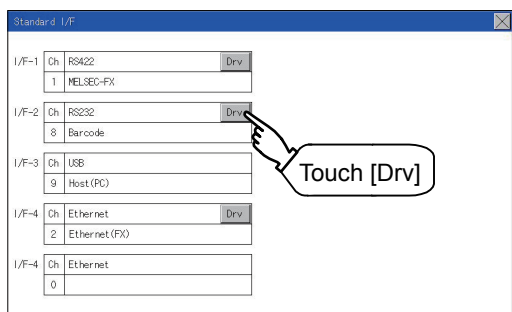 Standard I/F
I/F-1 Ch RS422 Drv
1 MELSEC-FX
I/F-2 Ch RS232 Drv
8 Barcode
I/F-3 Ch USB
9 Host(PC)
I/F-4 Ch Ethernet Drv
2 Ethernet(FX)
I/F-4 Ch Ethernet
0
Touch [Drv]